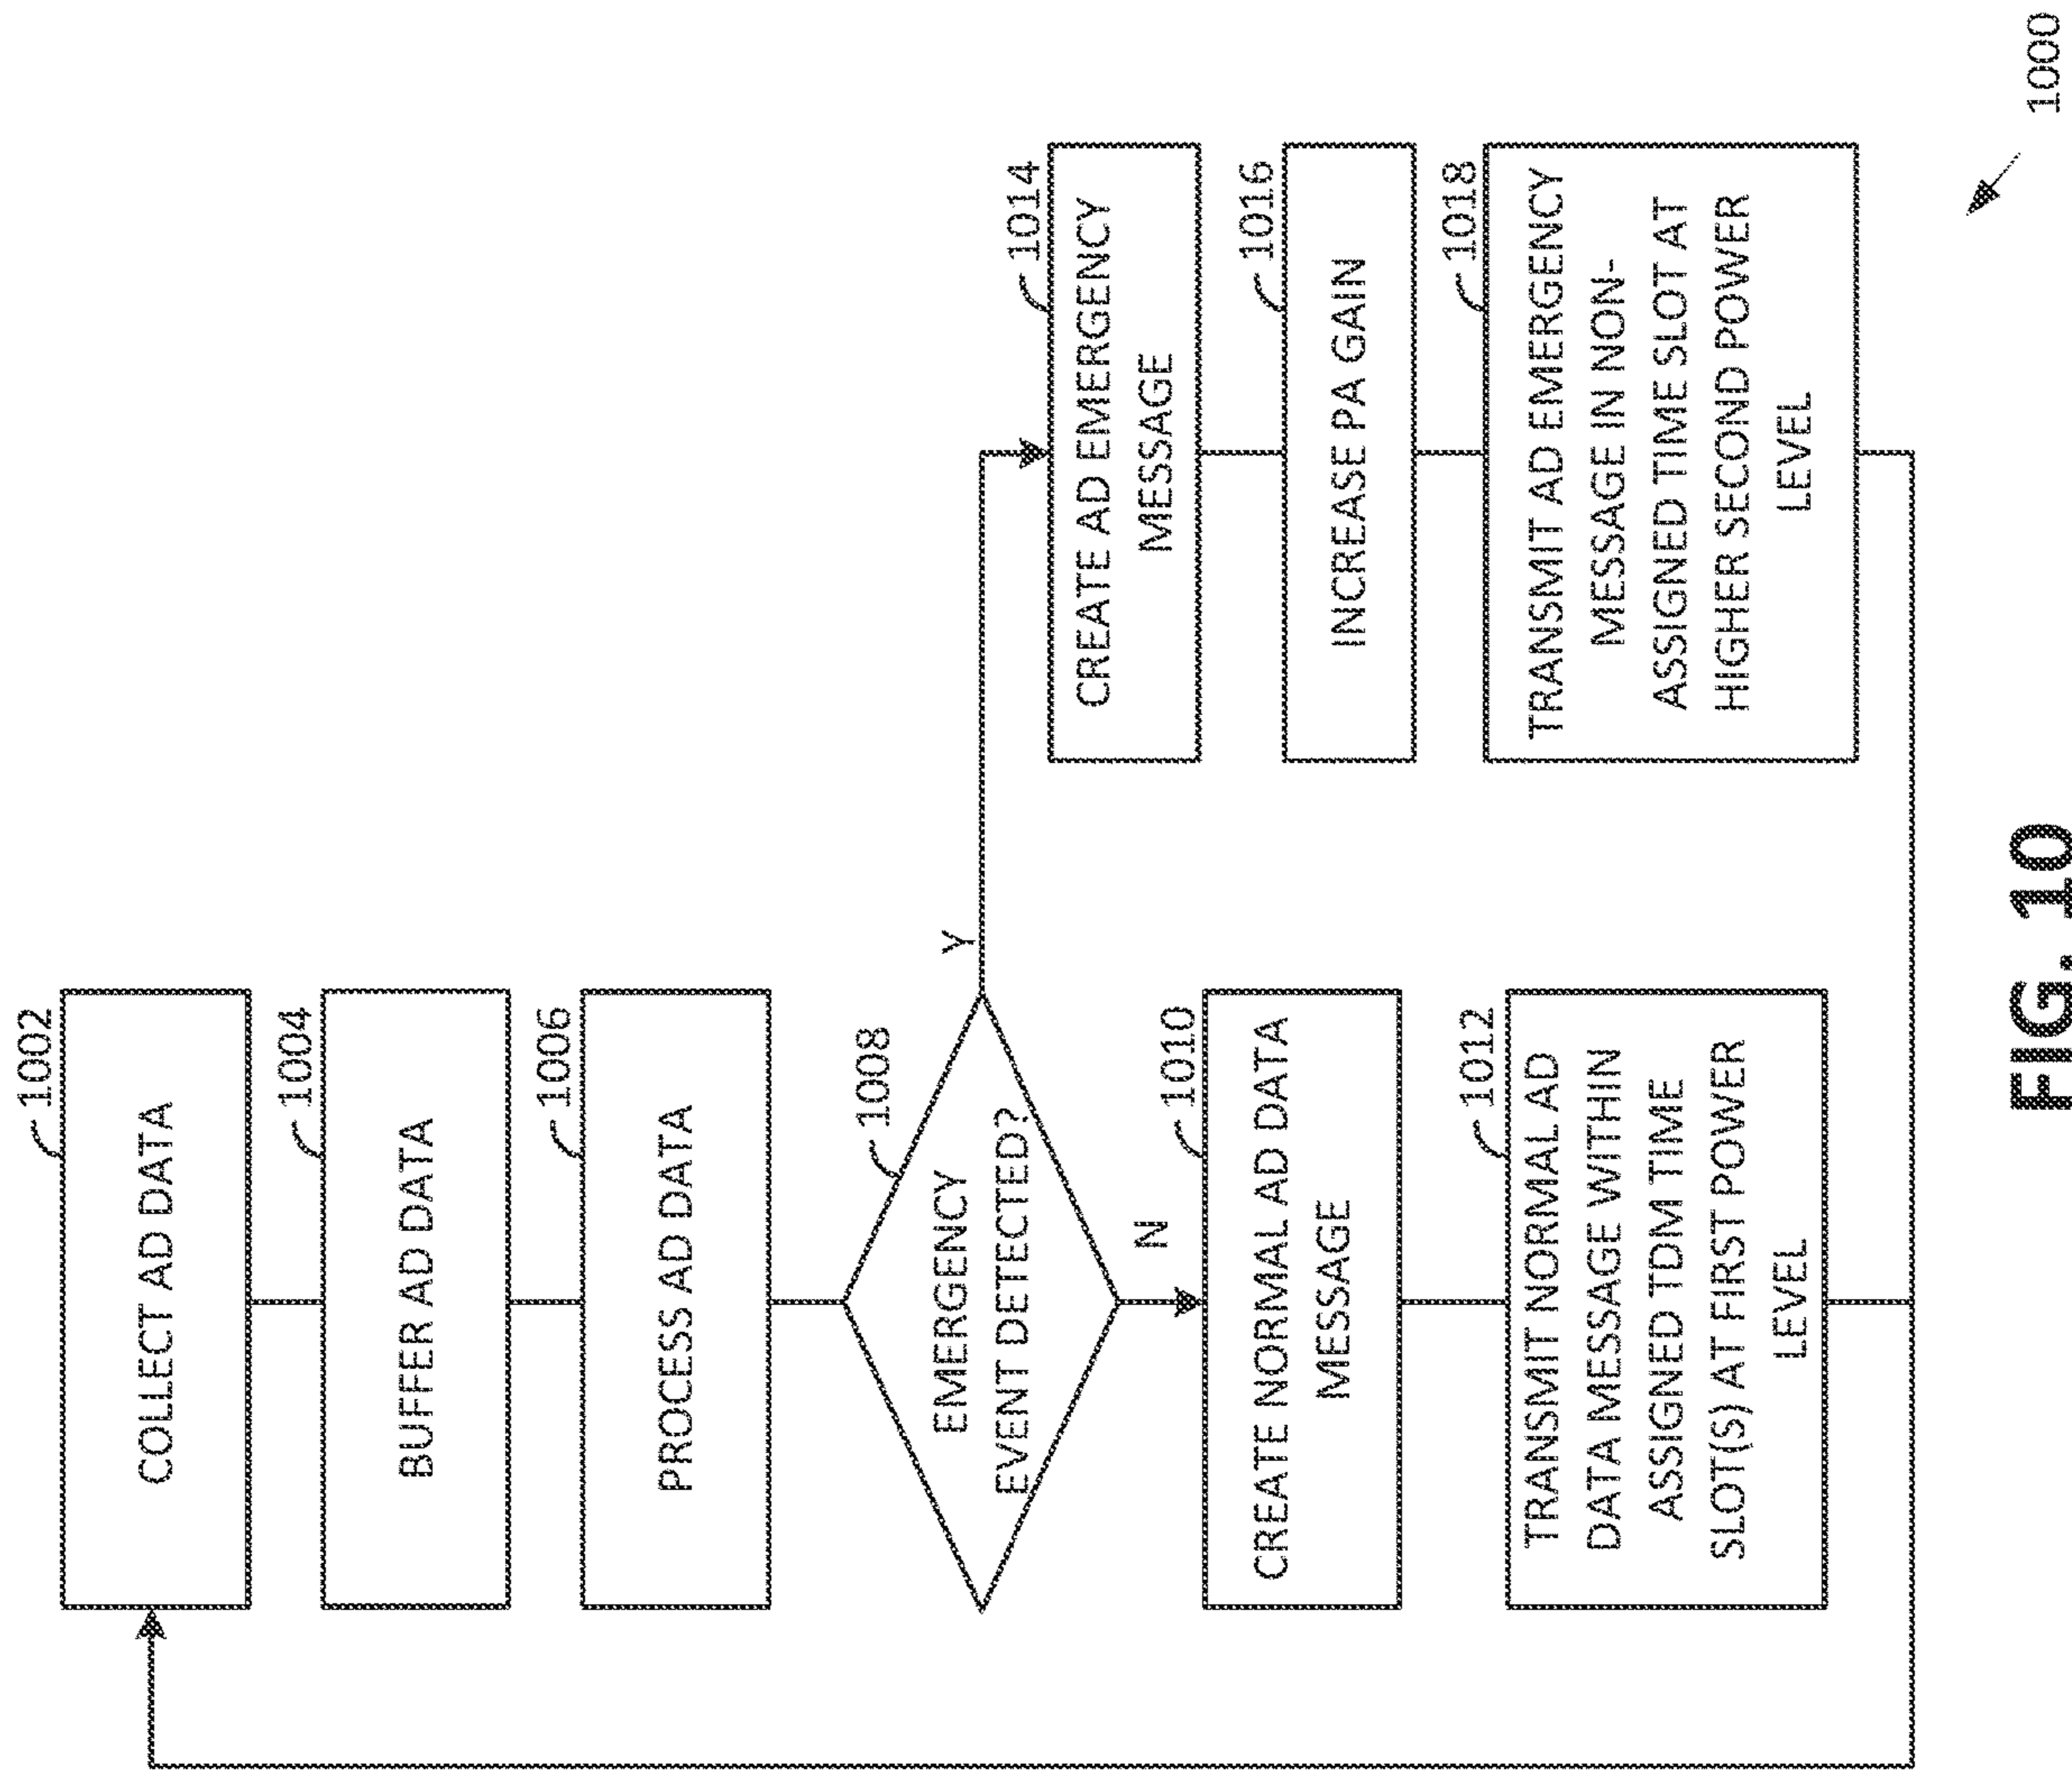 1002
COLLECT AD DATA
1004
BUFFER AD DATA
1006
PROCESS AD DATA
1008
EMERGENCY
EVENT DETECTED?
Y
N
1010
CREATE NORMAL AD DATA
MESSAGE
1012
TRANSMIT NORMAL AD
DATA MESSAGE WITHIN
ASSIGNED TDM TIME
SLOT(S) AT FIRST POWER
LEVEL
1014
CREATE AD EMERGENCY
MESSAGE
1016
INCREASE PA GAIN
1018
TRANSMIT AD EMERGENCY
MESSAGE IN NON-
ASSIGNED TIME SLOT AT
HIGHER SECOND POWER
LEVEL
1000
FIG. 10